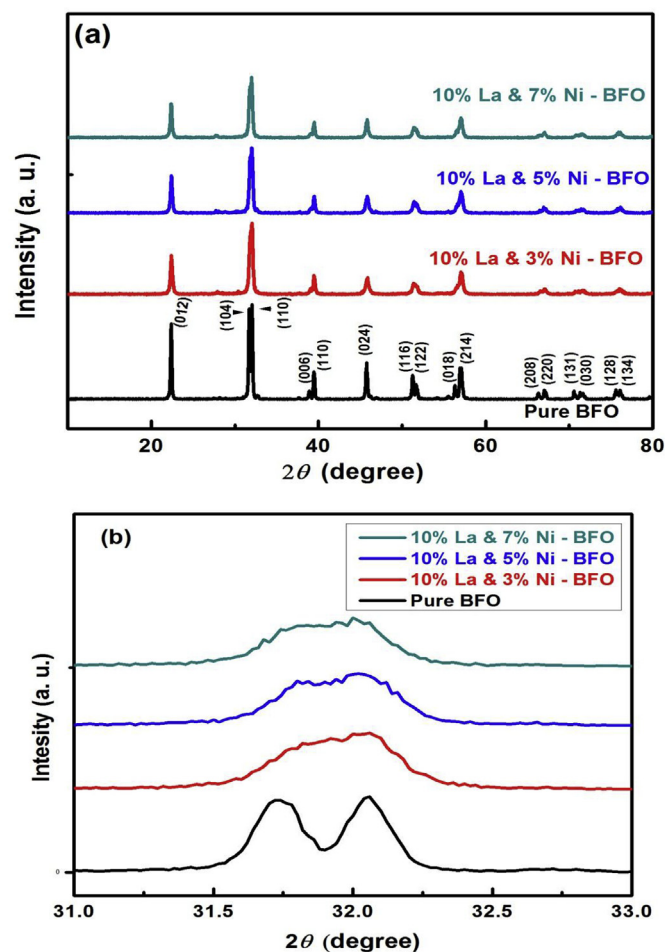 (a)
10% La & 7% Ni - BFO
10% La & 5% Ni - BFO
10% La & 3% Ni - BFO
(012)
(104)
(110)
(006)
(110)
(024)
(116)
(122)
(018)
(214)
(208)
(220)
(131)
(030)
(128)
(134)
Pure BFO
Intensity (a. u.)
20 40 60 80
2θ (degree)
(b)
10% La & 7% Ni - BFO
10% La & 5% Ni - BFO
10% La & 3% Ni - BFO
Pure BFO
Intesity (a. u.)
0
31.0 31.5 32.0 32.5 33.0
2θ (degree)